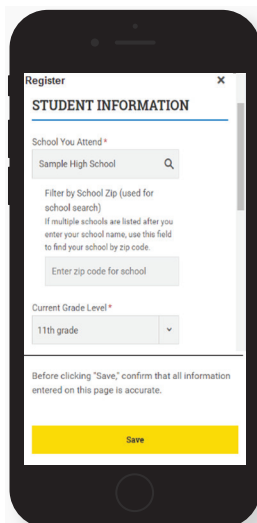 Register ×
STUDENT INFORMATION
School You Attend *
Sample High School
Filter by School Zip (used for
school search)
If multiple schools are listed after you
enter your school name, use this field
to find your school by zip code.
Enter zip code for school
Current Grade Level *
11th grade
Before clicking "Save," confirm that all information
entered on this page is accurate.
Save